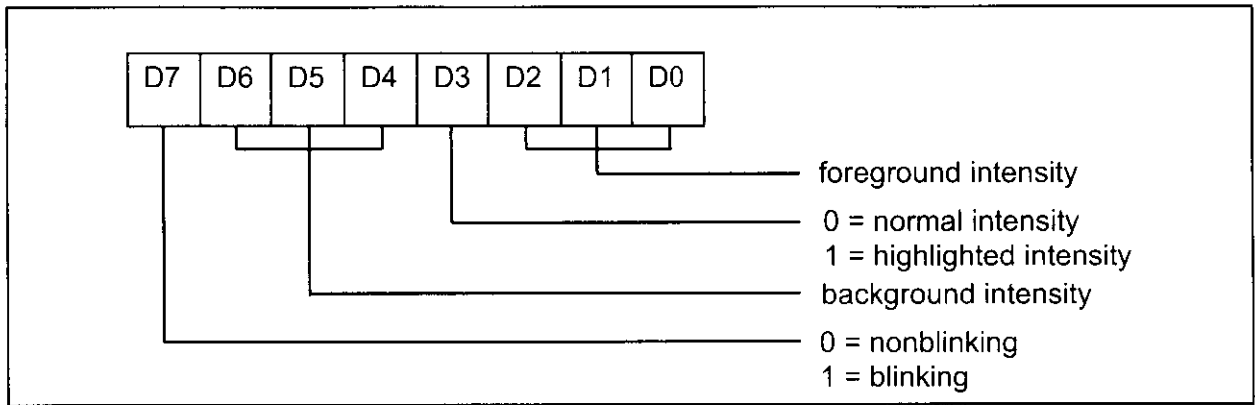 D7 D6 D5 D4 D3 D2 D1 D0
foreground intensity
0 = normal intensity
1 = highlighted intensity
background intensity
0 = nonblinking
1 = blinking